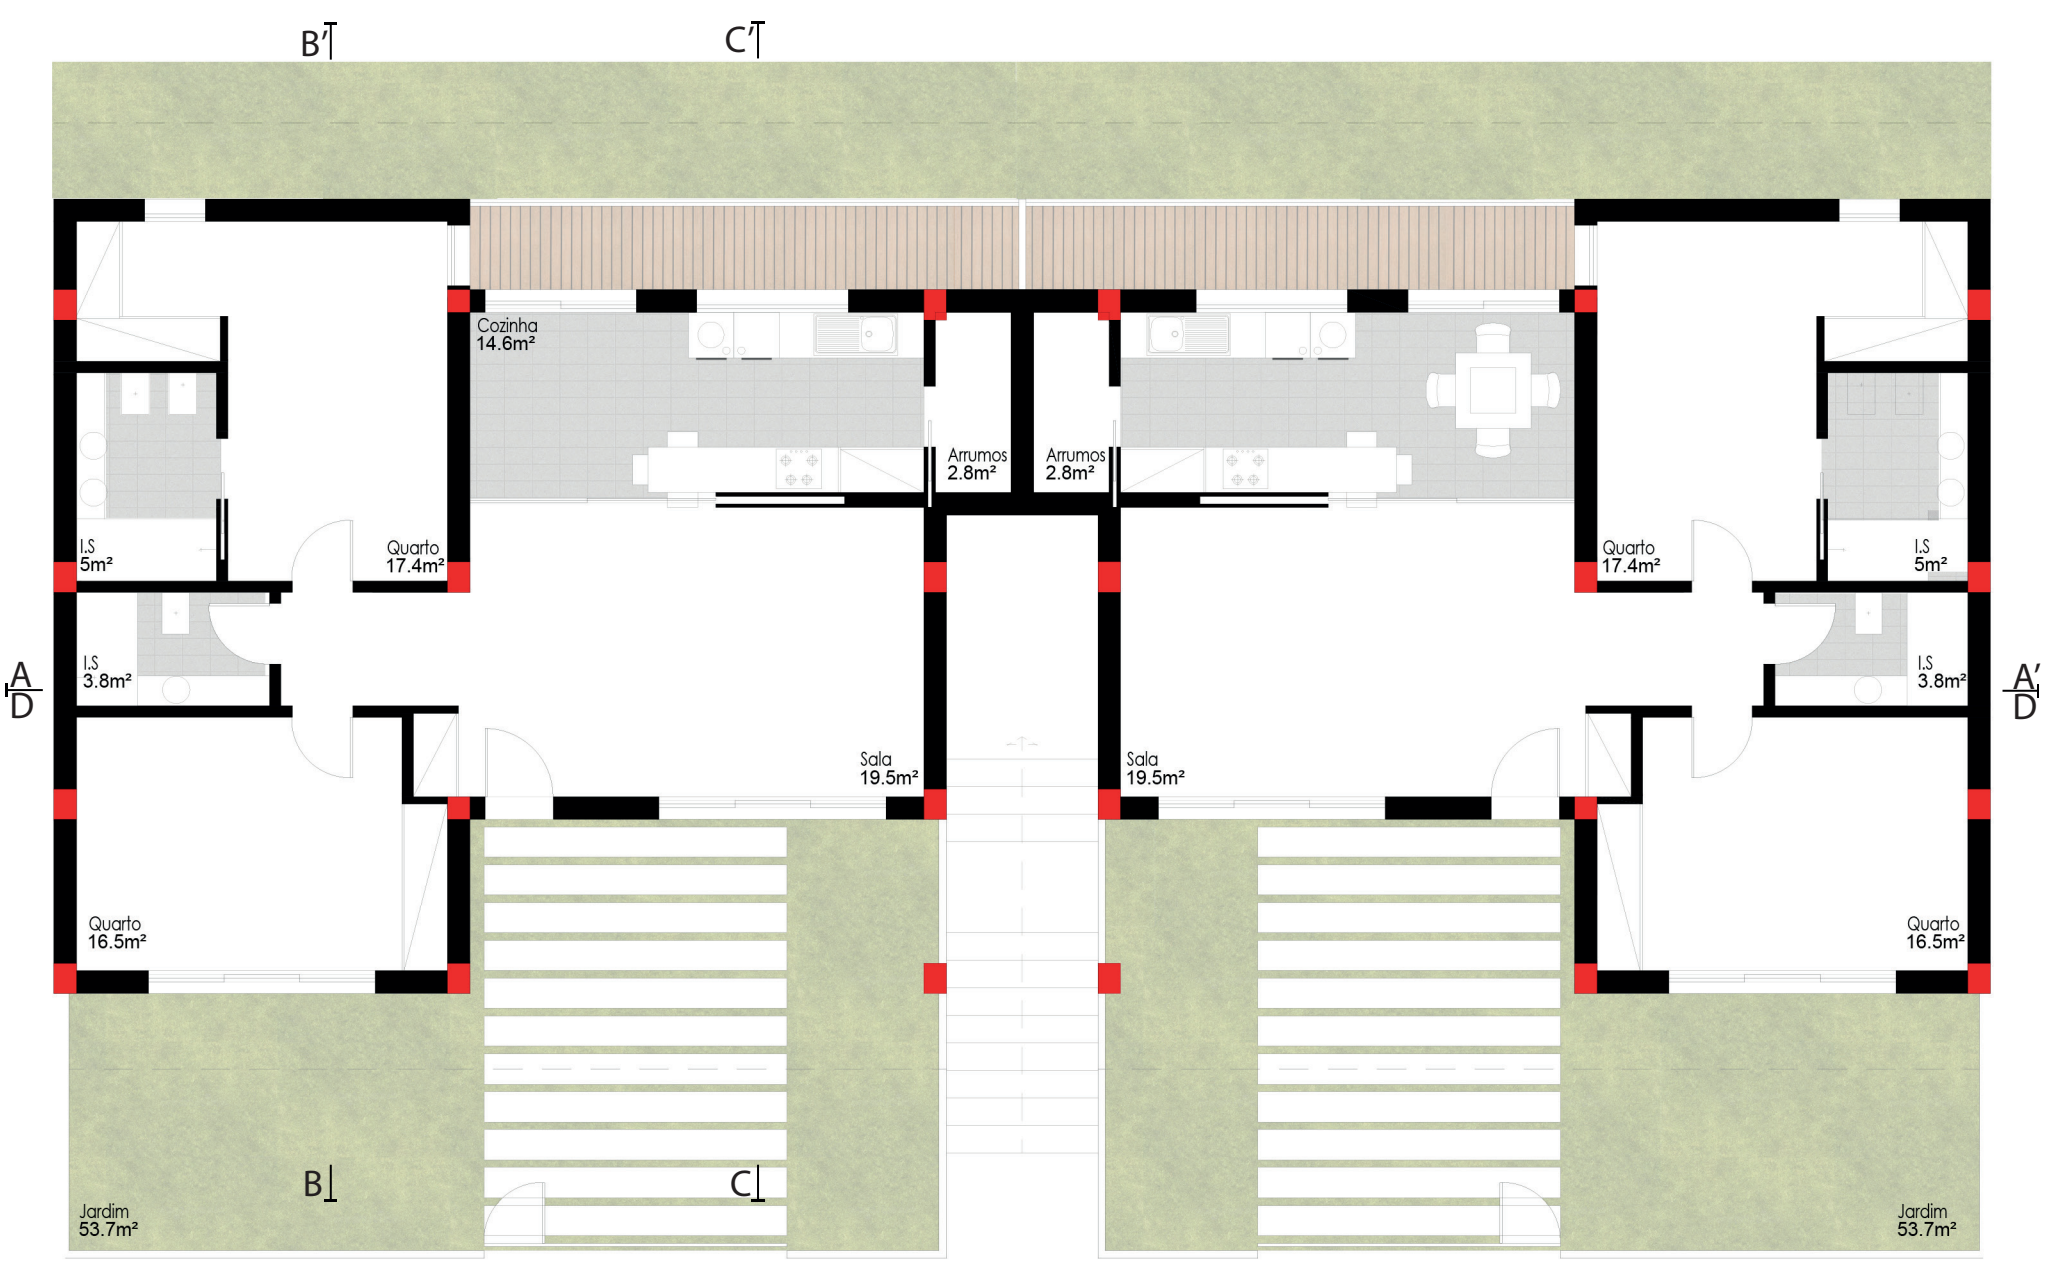 B'
C'
Cozinha
14.6m²
Arrumos
2.8m²
Arrumos
2.8m²
I.S
5m²
Quarto
17.4m²
Quarto
17.4m²
I.S
5m²
I.S
3.8m²
I.S
3.8m²
A
D
A'
D
Sala
19.5m²
Sala
19.5m²
Quarto
16.5m²
Quarto
16.5m²
B
C
Jardim
53.7m²
Jardim
53.7m²